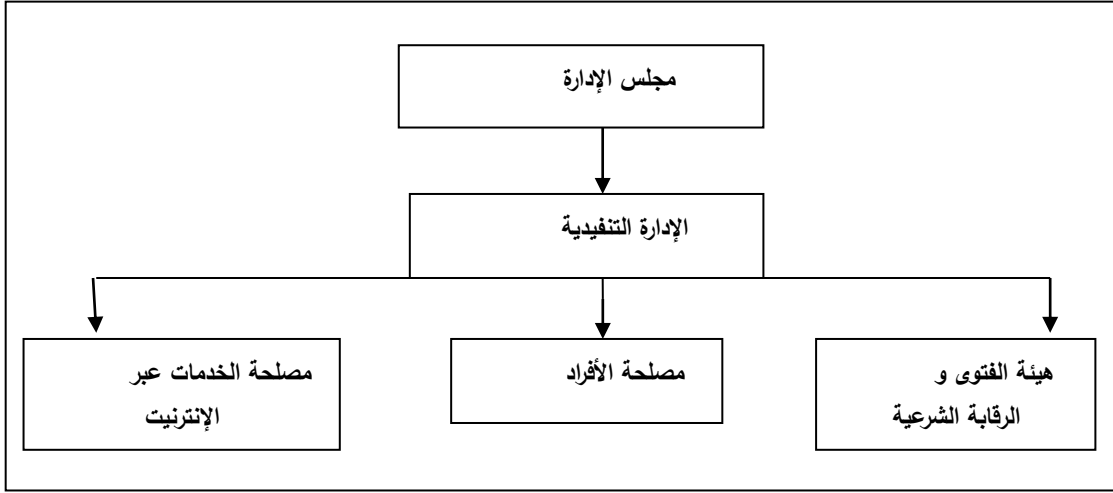 مجلس الإدارة
الإدارة التنفيدية
هيئة الفتوى و
الرقابة الشرعية
مصلحة الأفراد
مصلحة الخدمات عبر
الإنترنيت